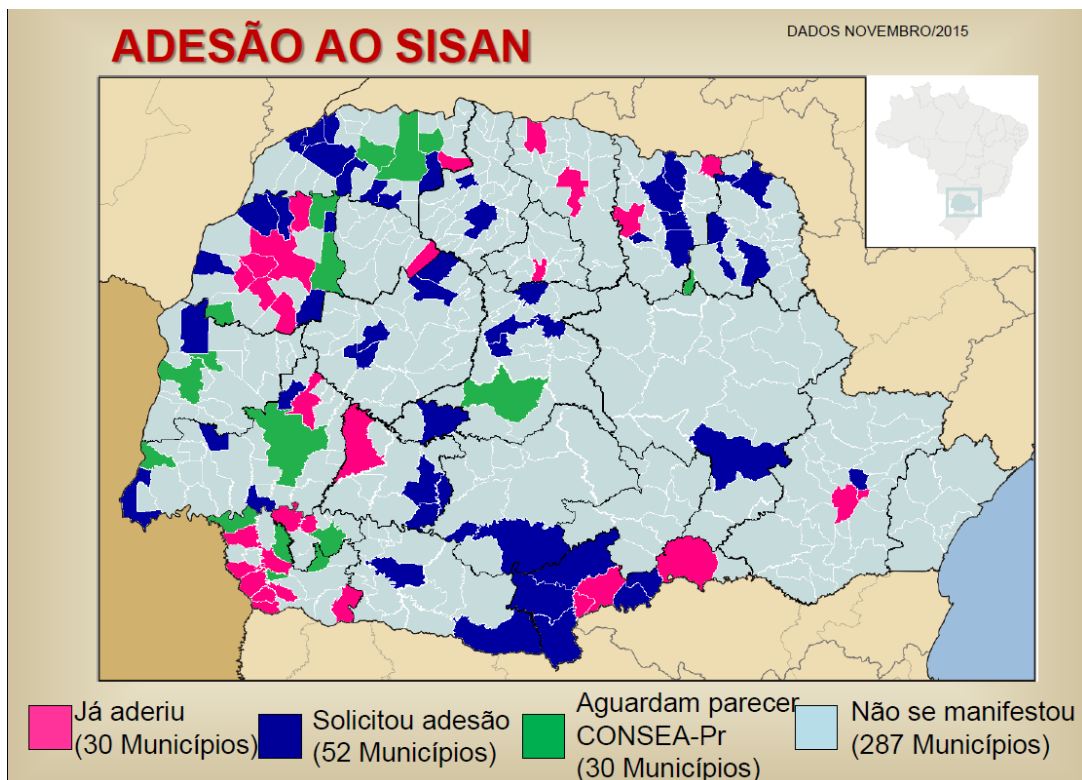 ADESÃO AO SISAN
DADOS NOVEMBRO/2015
Já aderiu
(30 Municípios)
Solicitou adesão
(52 Municípios)
Aguardam parecer
CONSEA-Pr
(30 Municípios)
Não se manifestou
(287 Municípios)